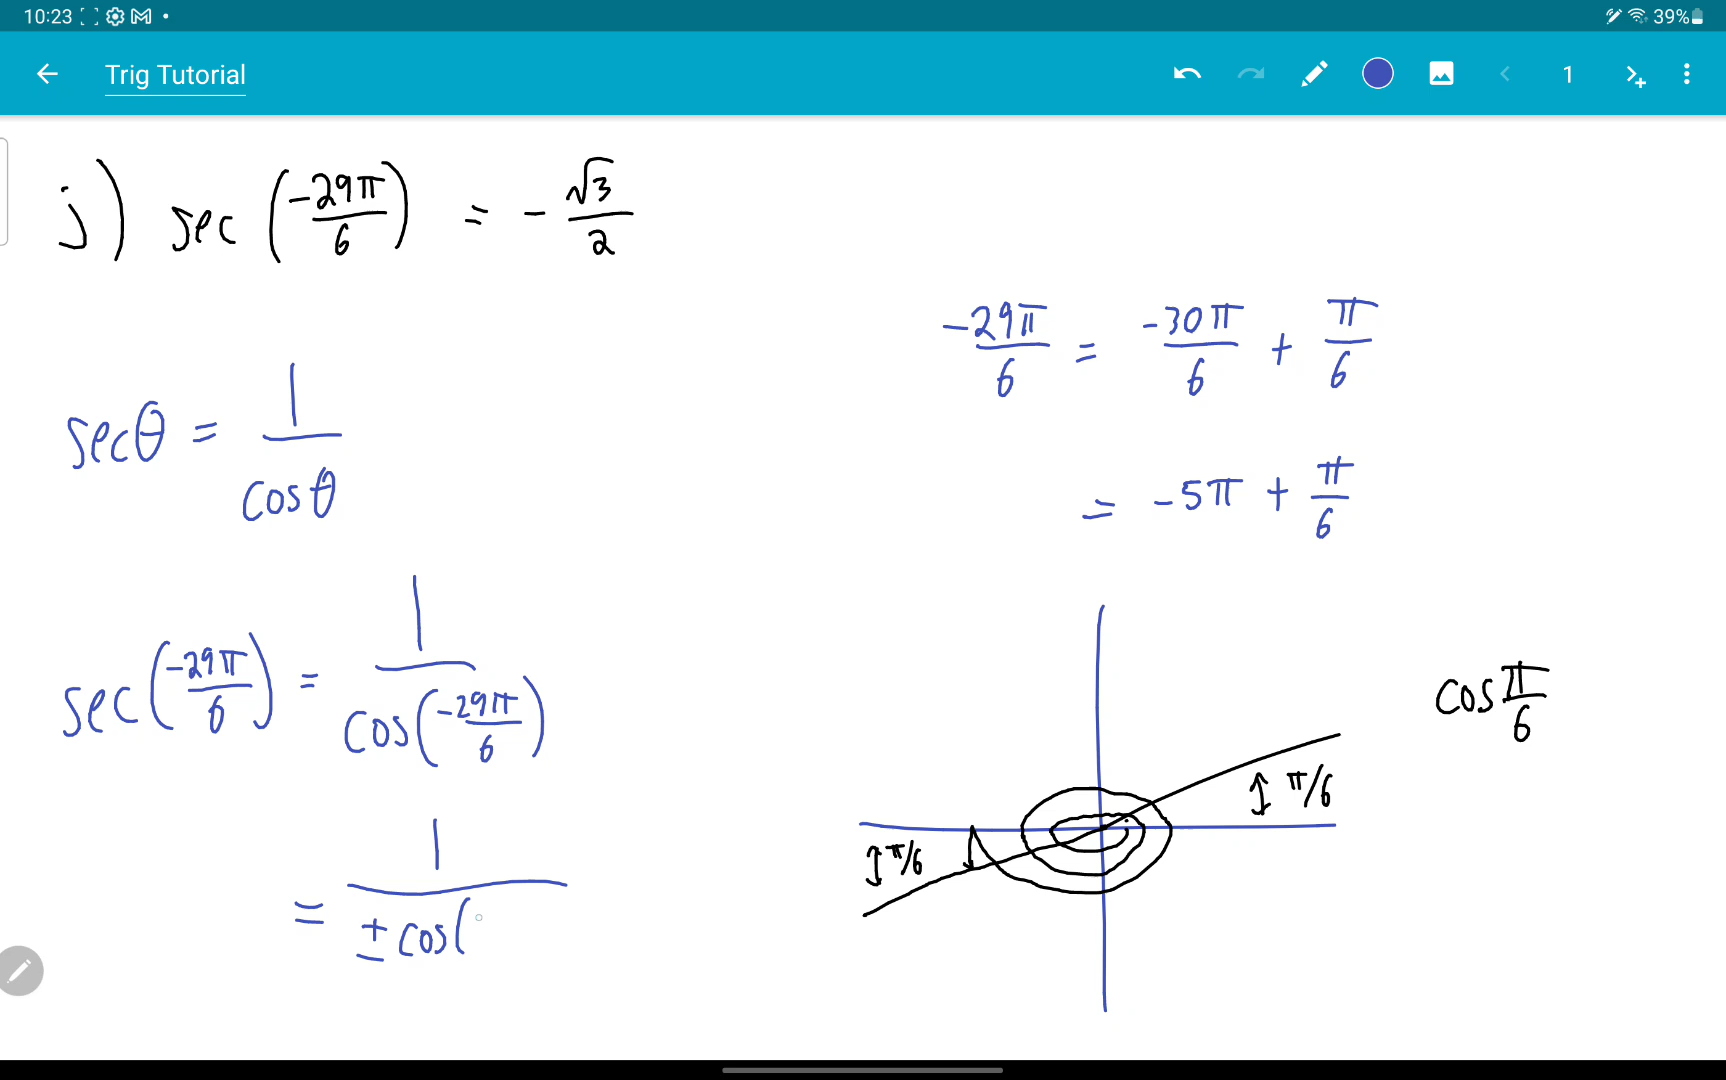 10:23 39%
Trig Tutorial 1
j) sec(-29π/6) = -√3/2
-29π/6 = -30π/6 + π/6
secθ = 1/cosθ
= -5π + π/6
sec(-29π/6) = 1/cos(-29π/6)
cos π/6
π/6
π/6
= 1/±cos(